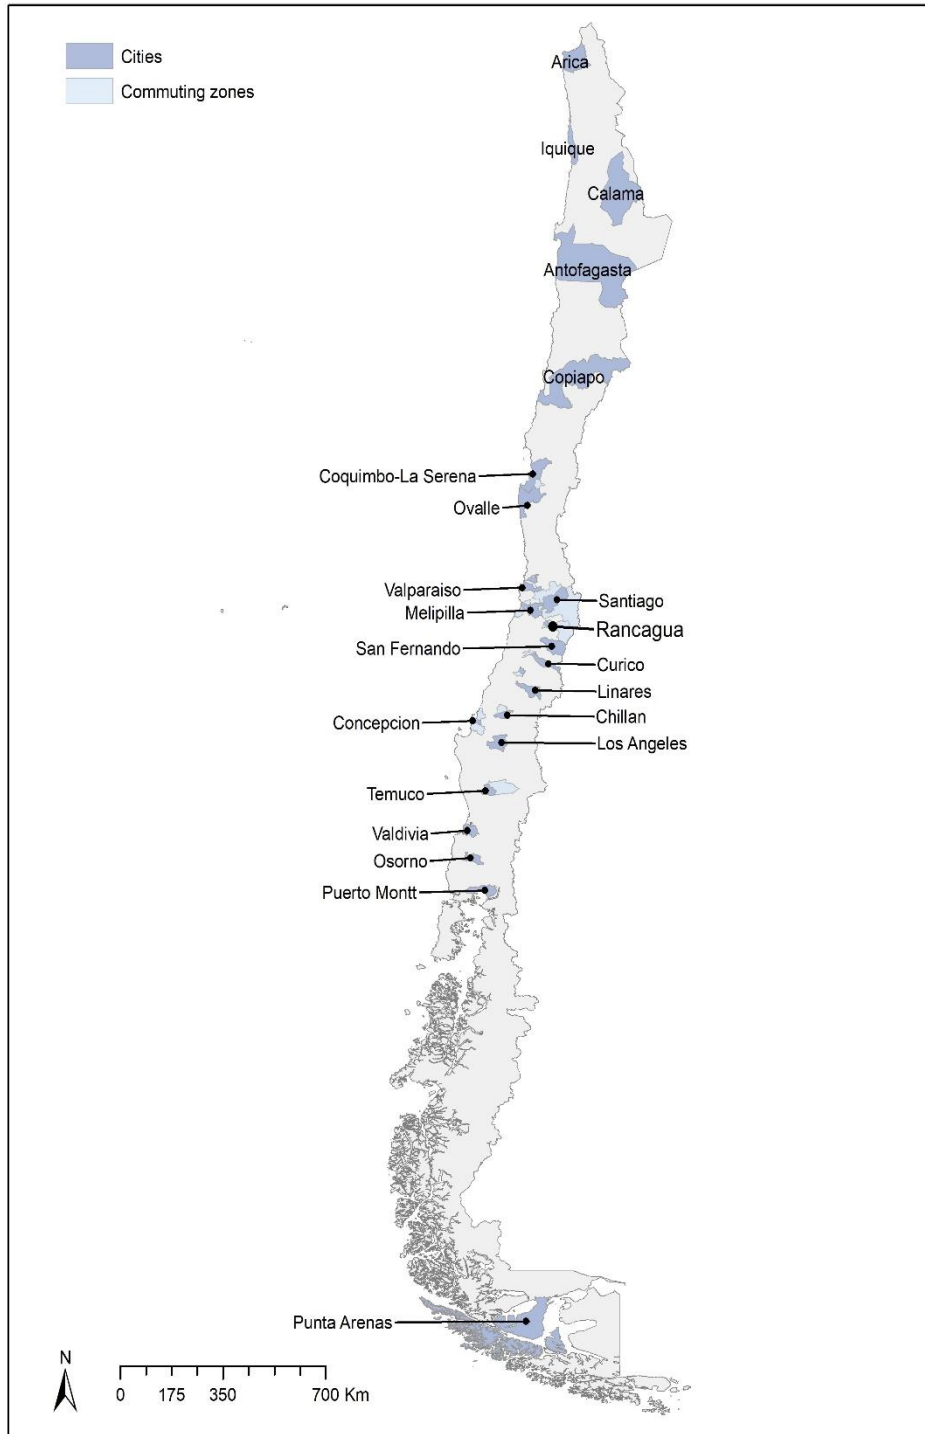 Cities
Commuting zones
Arica
Iquique
Calama
Antofagasta
Copiapo
Coquimbo-La Serena
Ovalle
Valparaiso
Santiago
Melipilla
Rancagua
San Fernando
Curico
Linares
Chillan
Concepcion
Los Angeles
Temuco
Valdivia
Osorno
Puerto Montt
Punta Arenas
N
0 175 350 700 Km